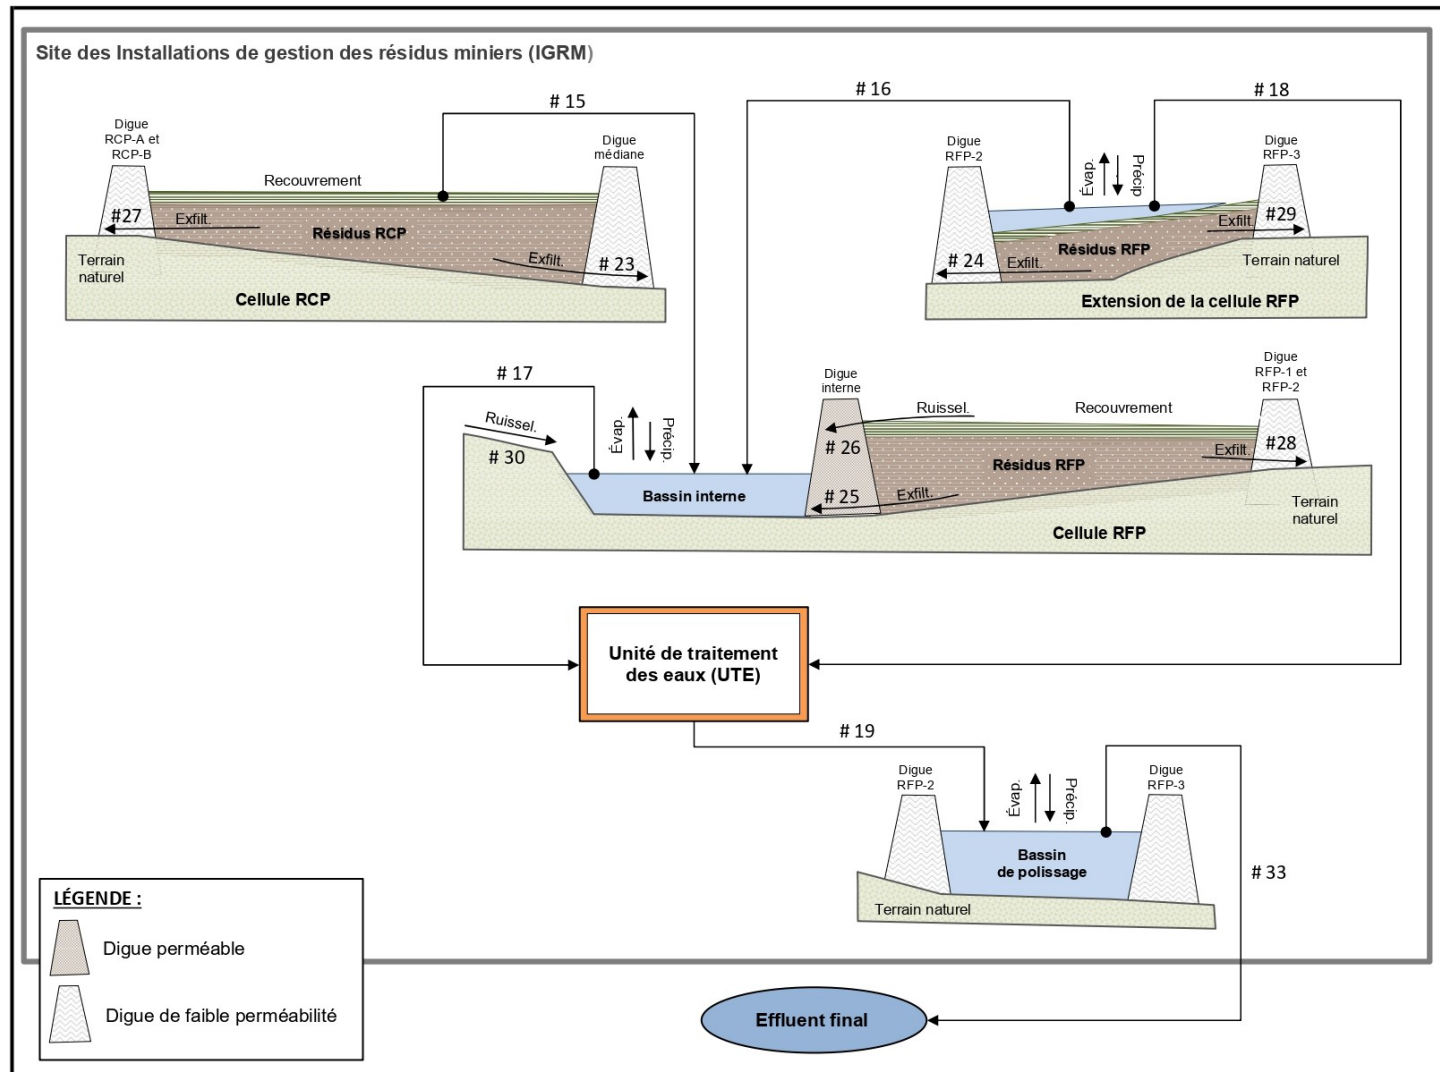 Site des Installations de gestion des résidus miniers (IGRM)
# 15
# 16
# 18
Digue
RCP-A et
RCP-B
Digue
médiane
Recouvrement
#27
Exfilt.
Résidus RCP
Exfilt.
# 23
Terrain
naturel
Cellule RCP
Digue
RFP-2
Évap.
Précip
Digue
RFP-3
#29
Exfilt.
Résidus RFP
# 24
Exfilt.
Terrain naturel
Extension de la cellule RFP
# 17
Ruissel.
# 30
Évap.
Précip.
Digue
interne
Ruissel.
Recouvrement
Digue
RFP-1 et
RFP-2
# 26
#28
Exfilt.
Résidus RFP
Bassin interne
# 25
Exfilt.
Terrain
naturel
Cellule RFP
Unité de traitement
des eaux (UTE)
# 19
Digue
RFP-2
Évap.
Précip.
Digue
RFP-3
Bassin
de polissage
# 33
Terrain naturel
LÉGENDE :
Digue perméable
Digue de faible perméabilité
Effluent final